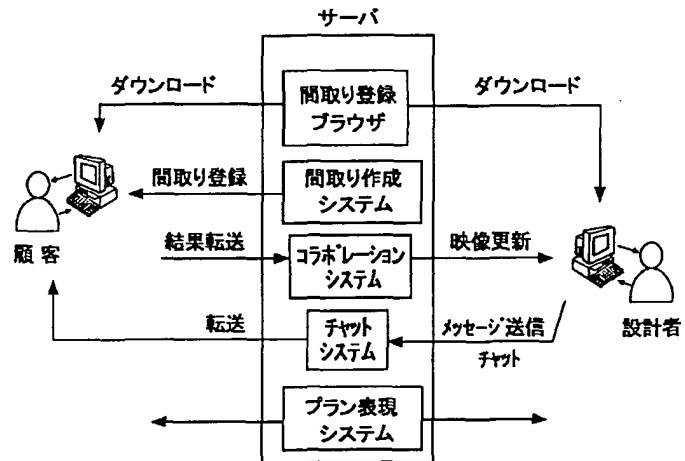 サーバ
ダウンロード
間取り登録
ブラウザ
ダウンロード
間取り登録
間取り作成
システム
顧客
結果転送
コラボレーション
システム
映像更新
転送
チャット
システム
メッセージ送信
チャット
設計者
プラン表現
システム